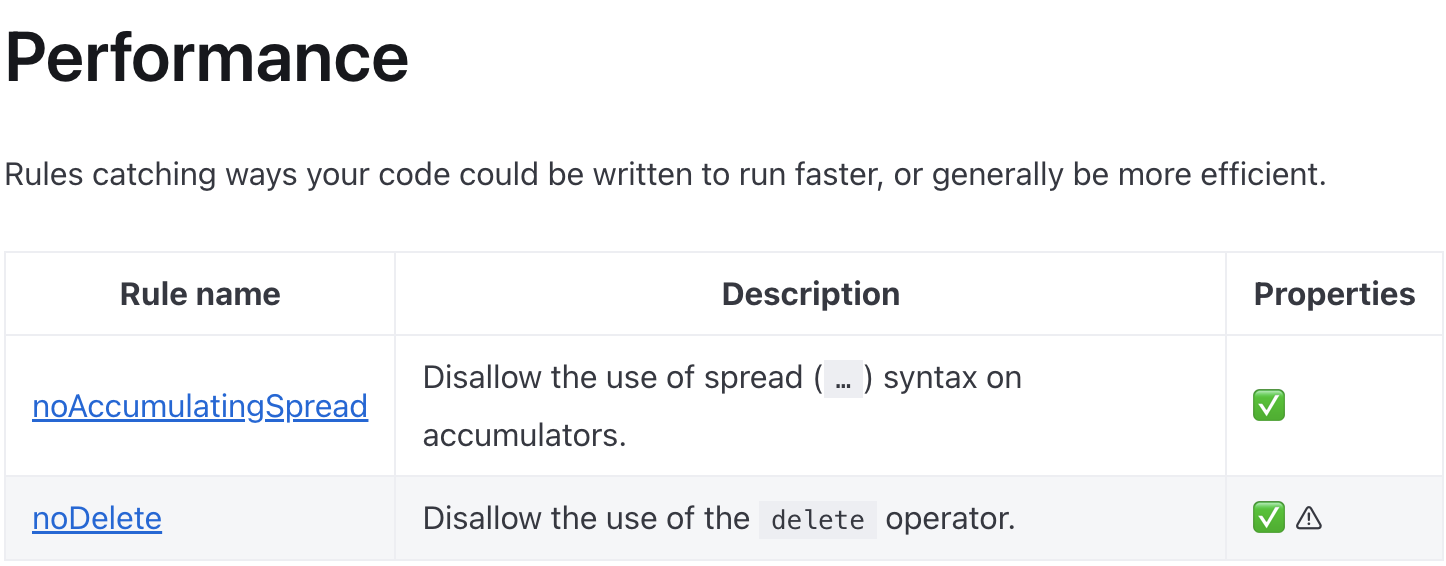 Performance
Rules catching ways your code could be written to run faster, or generally be more efficient.
Rule name Description Properties
noAccumulatingSpread Disallow the use of spread (…) syntax on
accumulators. ✅
noDelete Disallow the use of the delete operator. ✅ ⚠